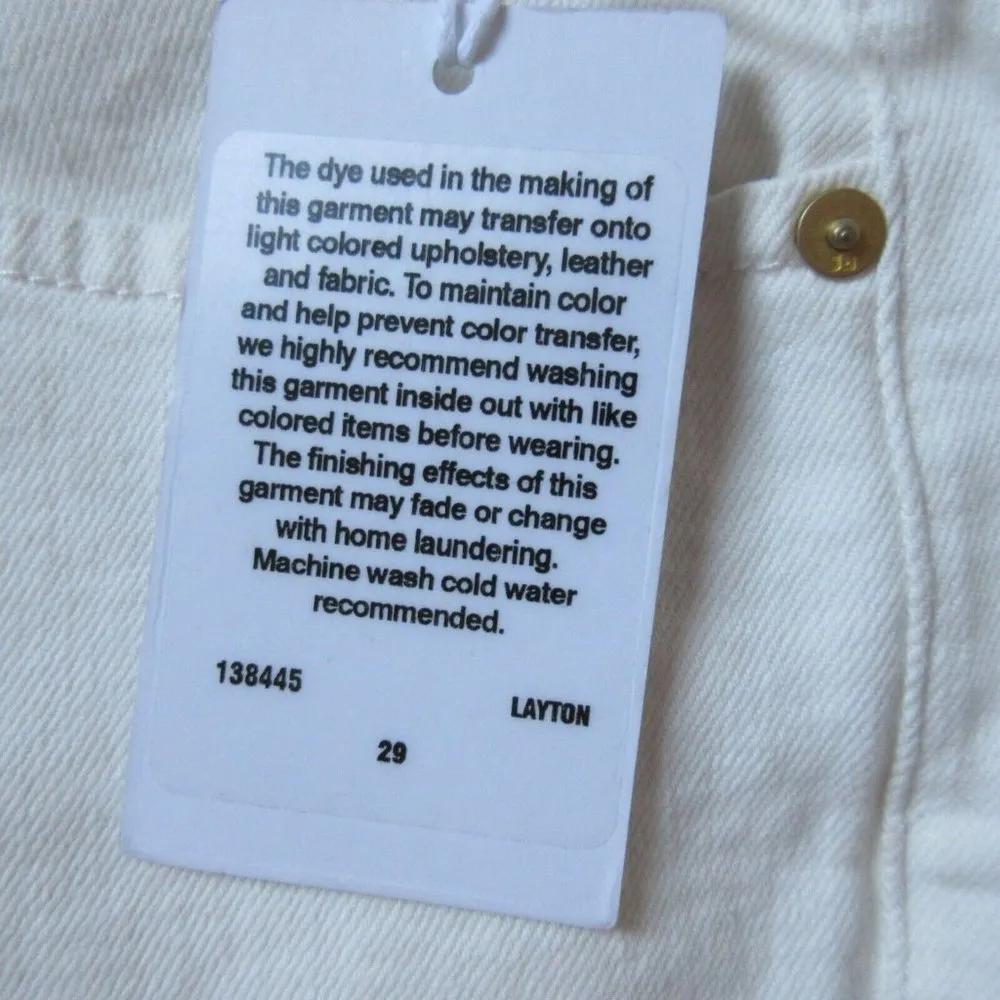 The dye used in the making of
this garment may transfer onto
light colored upholstery, leather
and fabric. To maintain color
and help prevent color transfer,
we highly recommend washing
this garment inside out with like
colored items before wearing.
The finishing effects of this
garment may fade or change
with home laundering.
Machine wash cold water
recommended.
138445
LAYTON
29